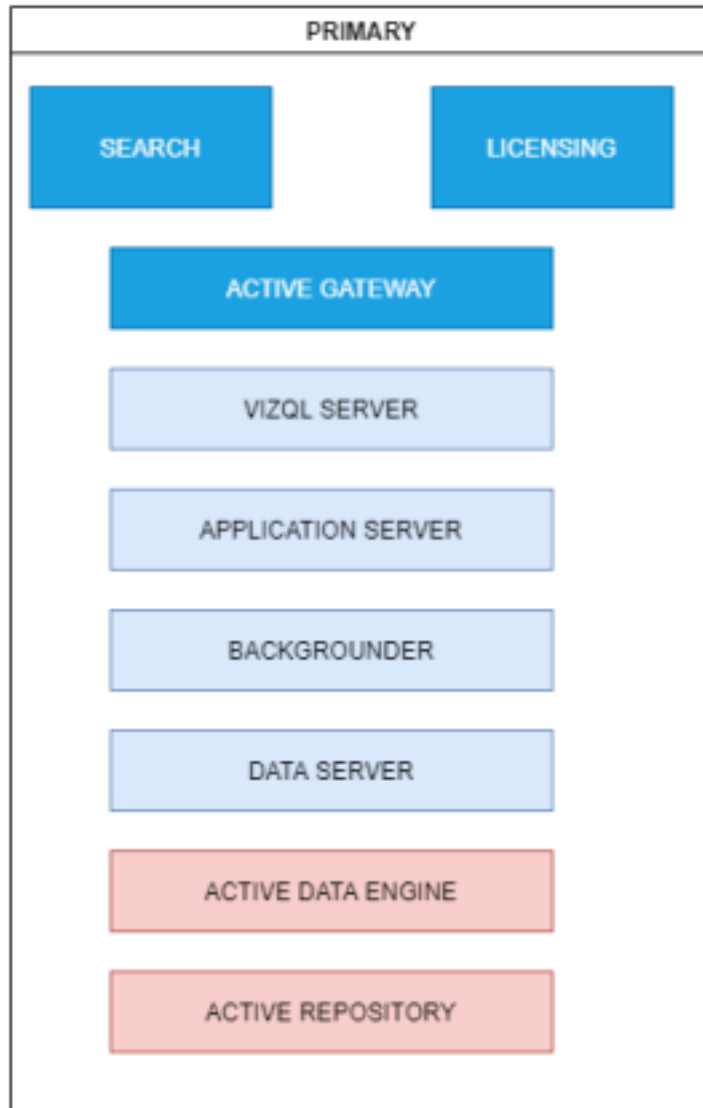 PRIMARY
SEARCH
LICENSING
ACTIVE GATEWAY
VIZQL SERVER
APPLICATION SERVER
BACKGROUNDER
DATA SERVER
ACTIVE DATA ENGINE
ACTIVE REPOSITORY